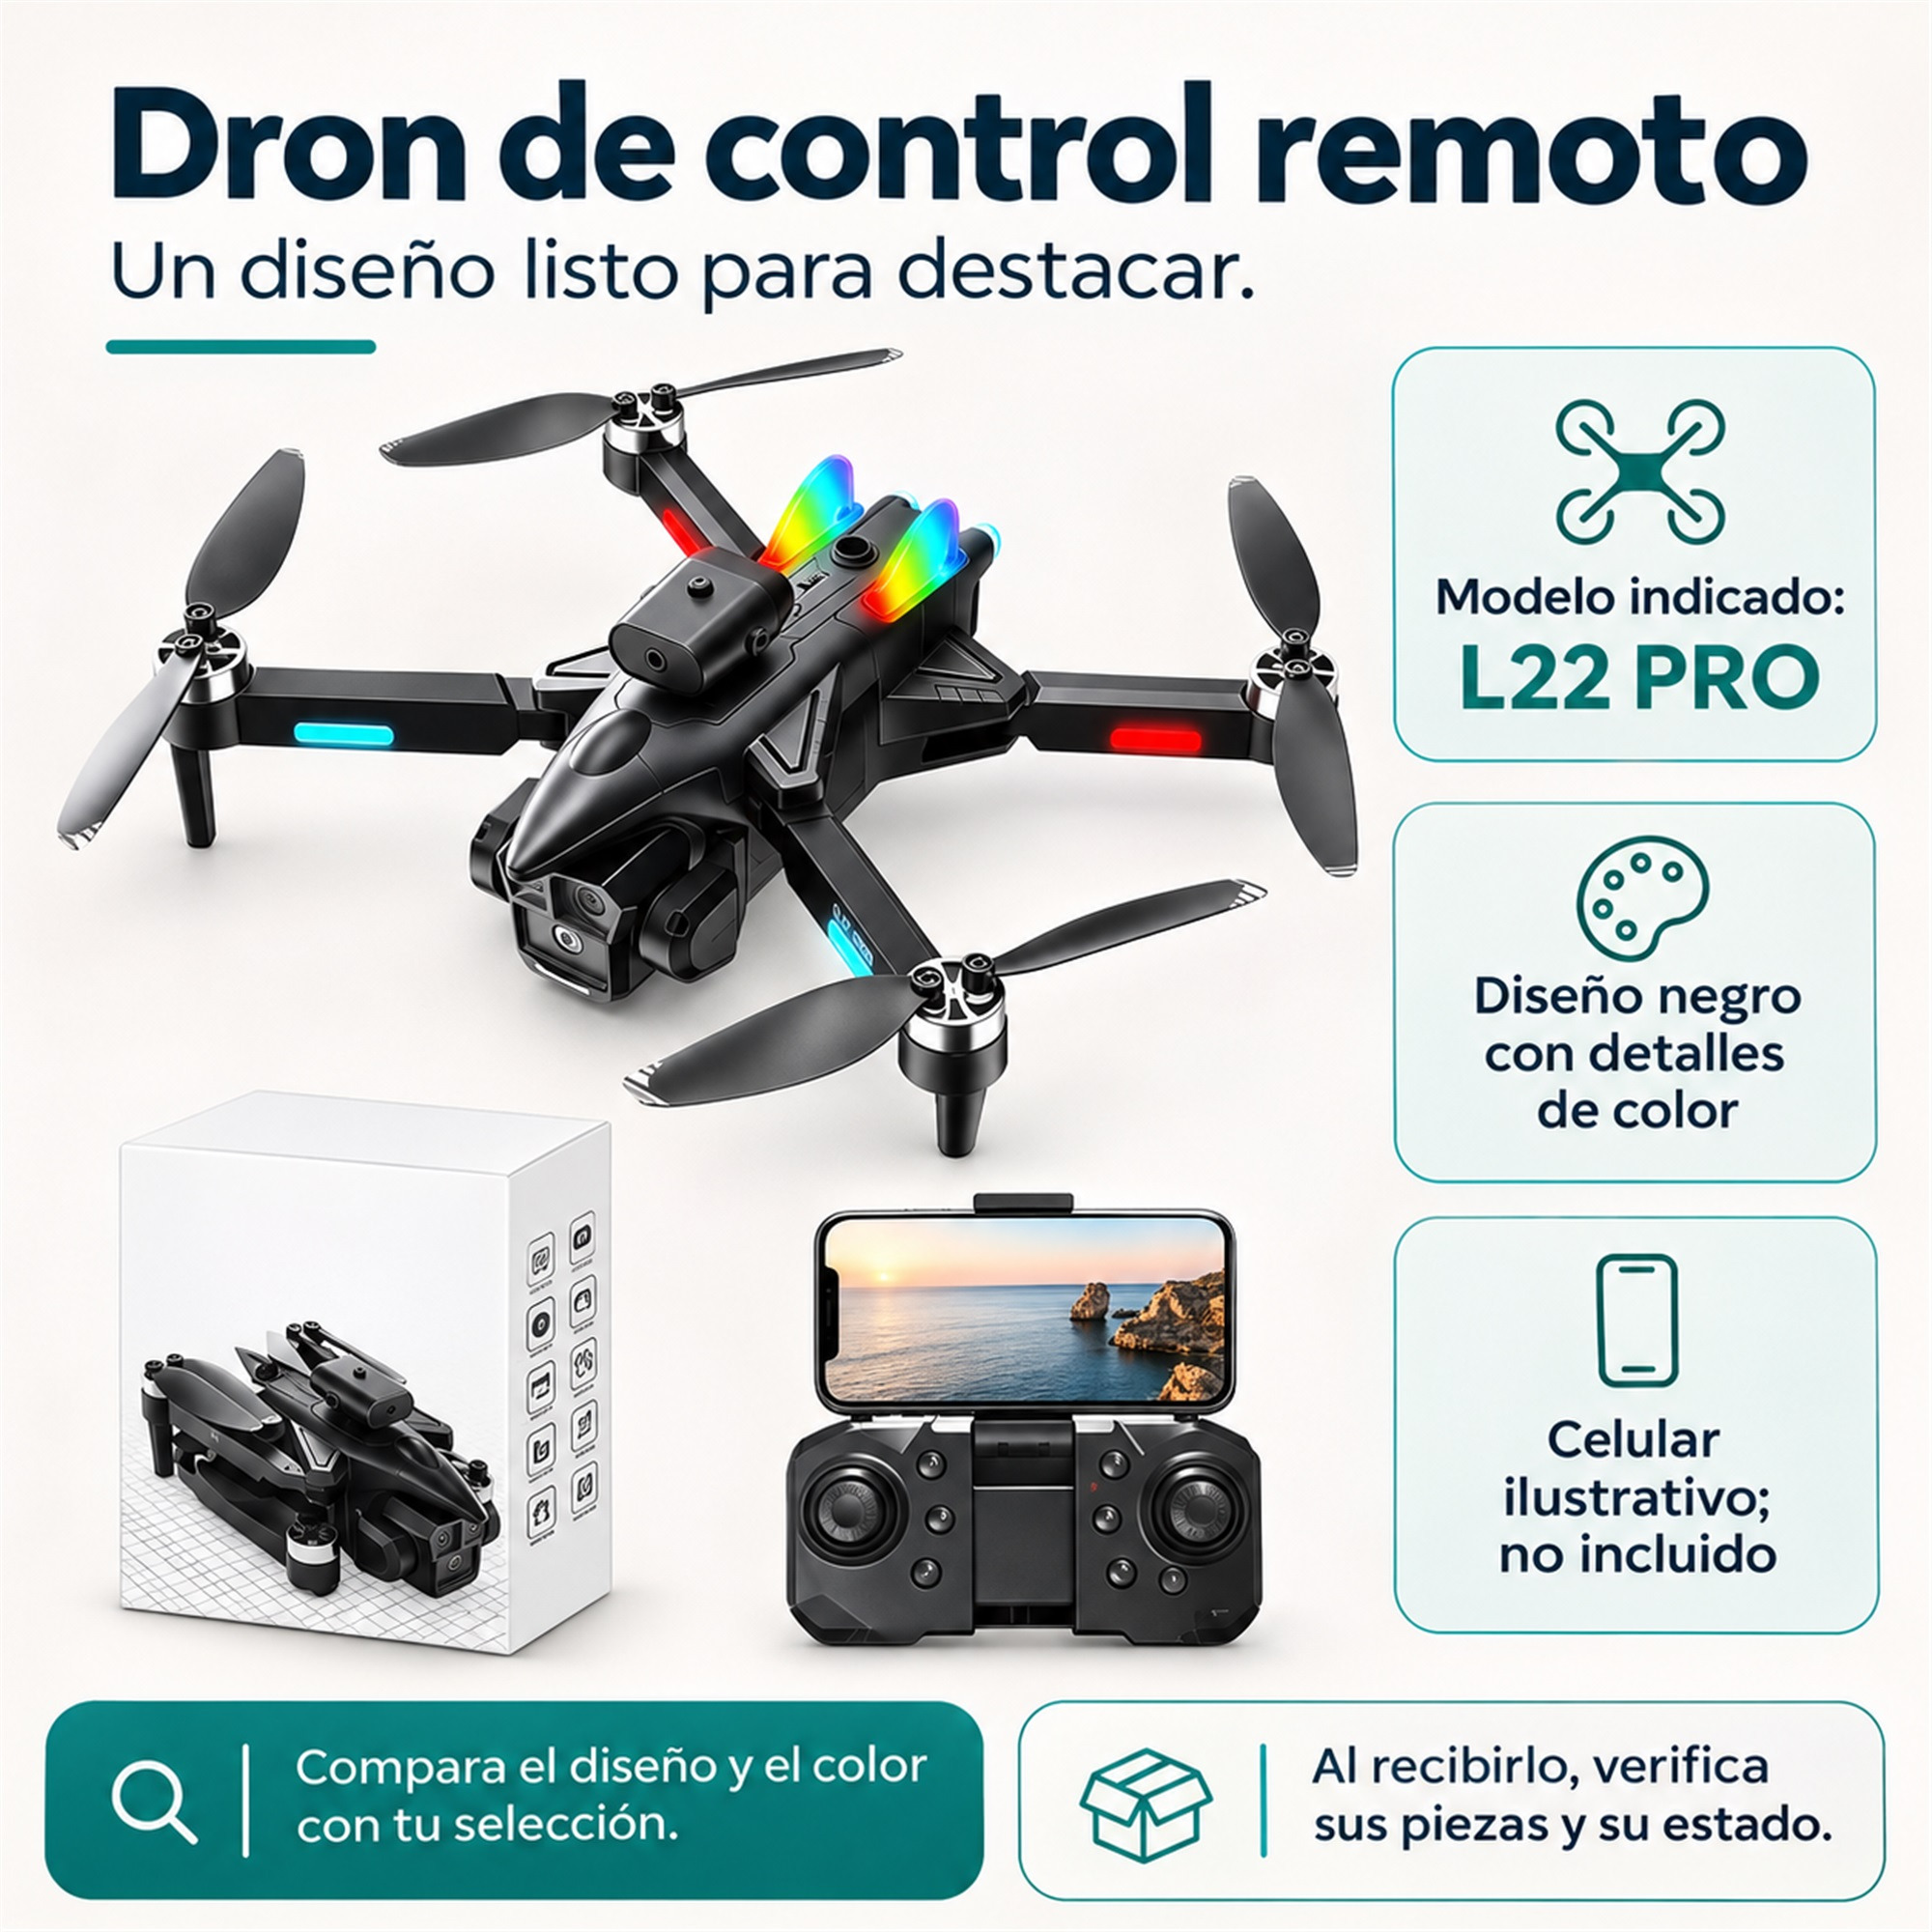 Dron de control remoto
Un diseño listo para destacar.
Modelo indicado:
L22 PRO
Diseño negro
con detalles
de color
Celular
ilustrativo;
no incluido
Compara el diseño y el color
con tu selección.
Al recibirlo, verifica
sus piezas y su estado.